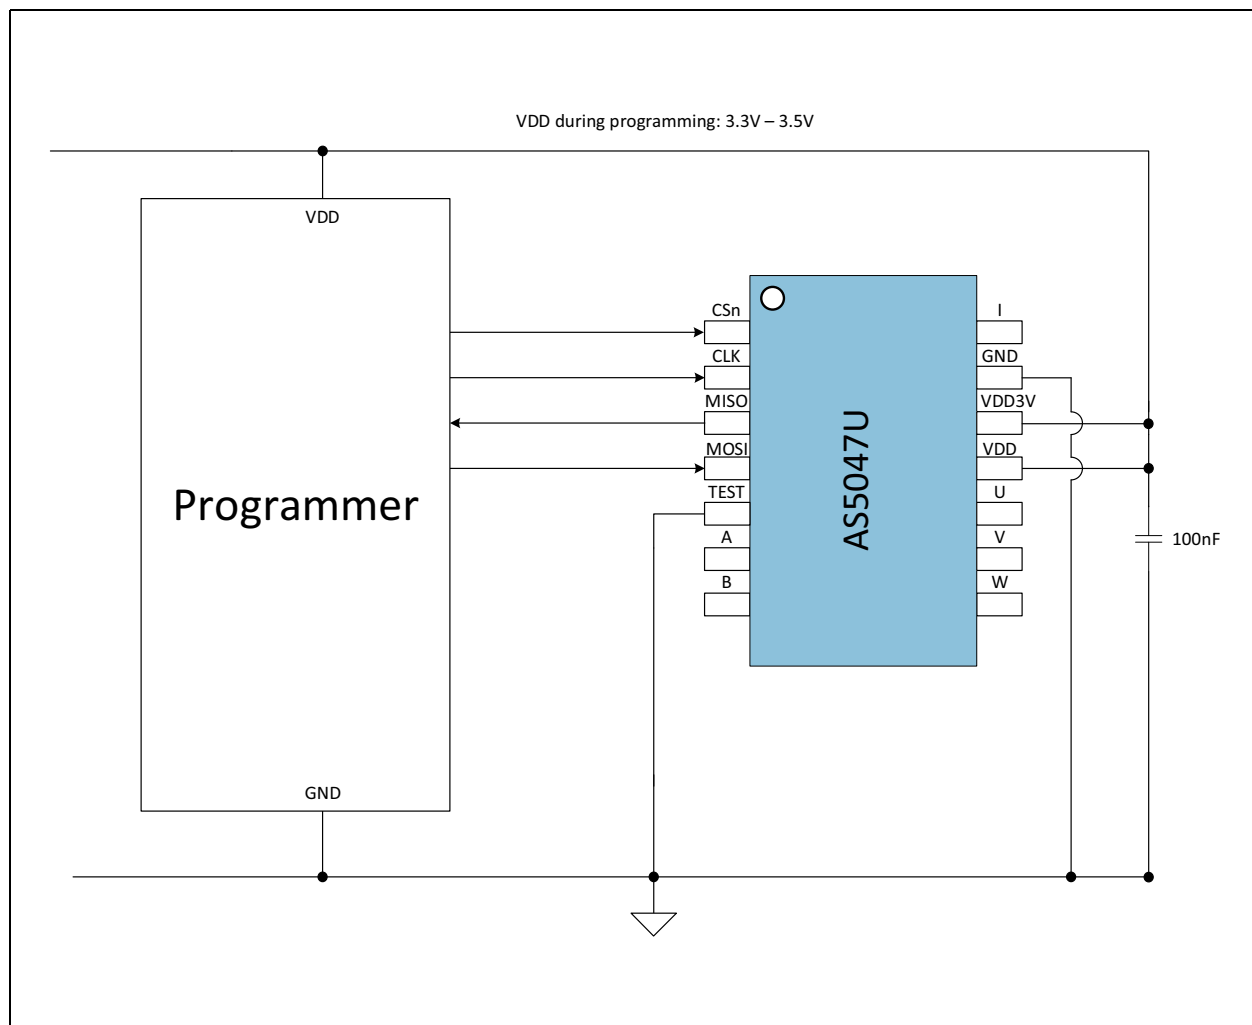 VDD during programming: 3.3V – 3.5V
VDD
Programmer
GND
CSn
CLK
MISO
MOSI
TEST
A
B
AS5047U
I
GND
VDD3V
VDD
U
V
W
100nF